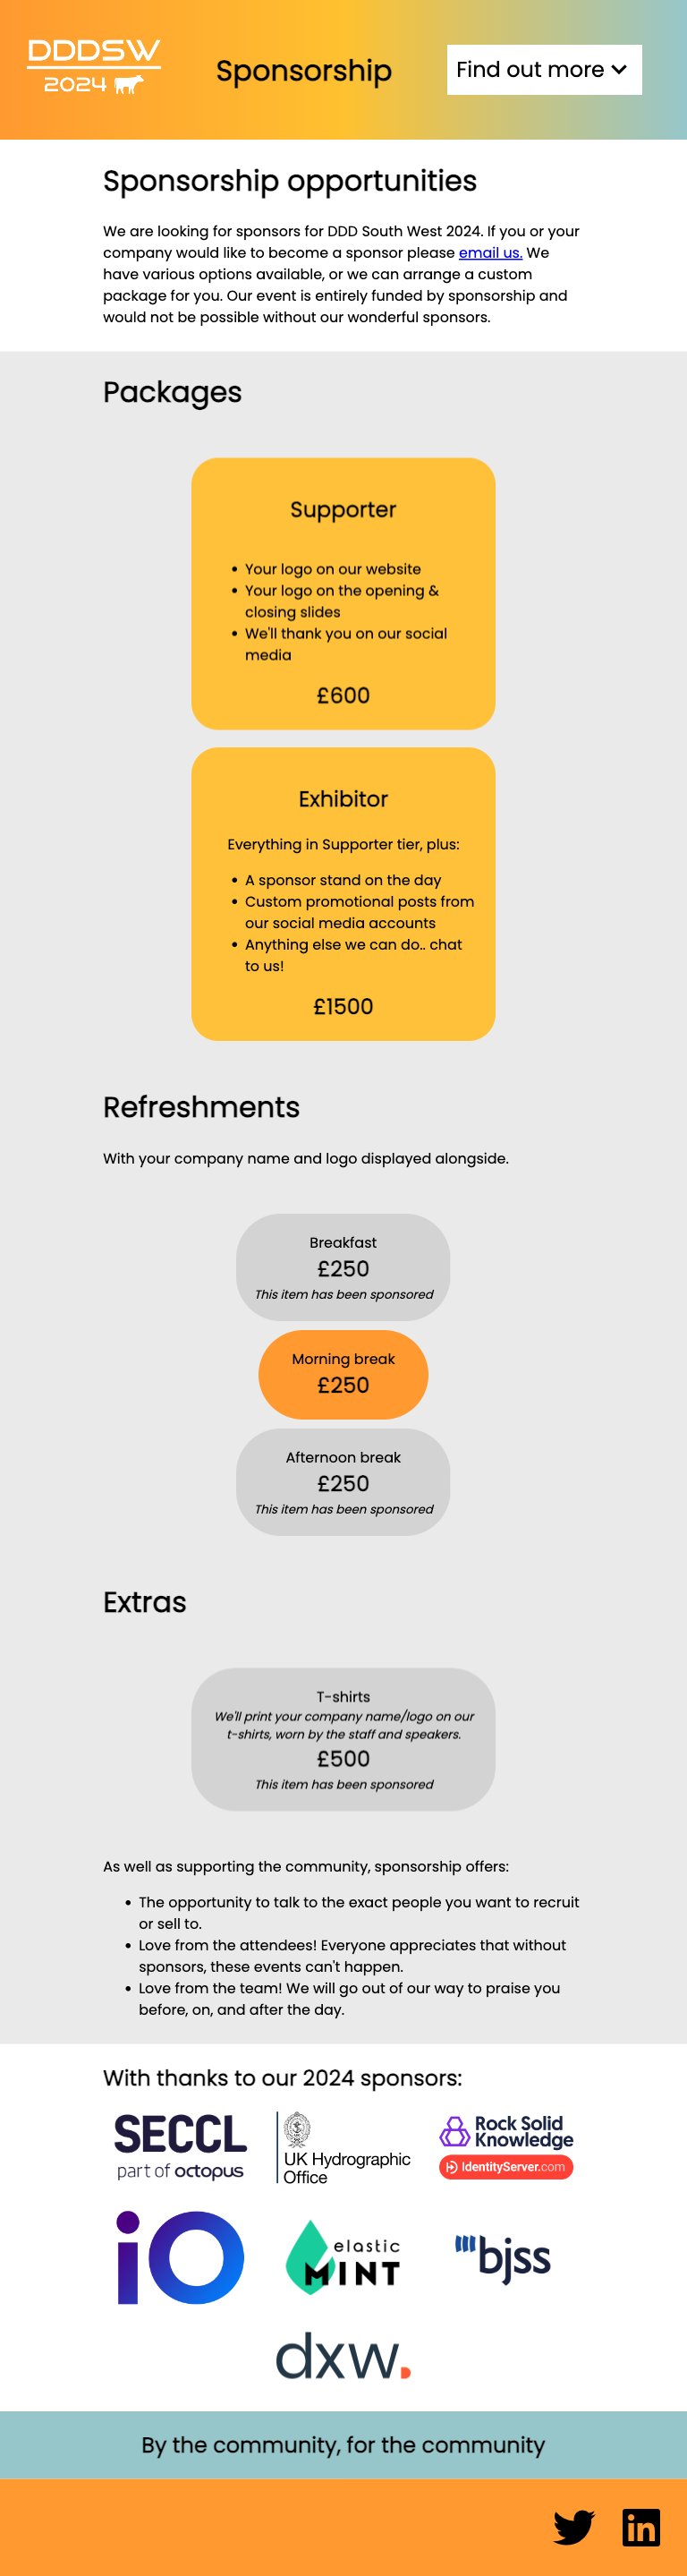 DDDSW
2024
Sponsorship
Find out more
Sponsorship opportunities
We are looking for sponsors for DDD South West 2024. If you or your
company would like to become a sponsor please email us. We
have various options available, or we can arrange a custom
package for you. Our event is entirely funded by sponsorship and
would not be possible without our wonderful sponsors.
Packages
Supporter
• Your logo on our website
• Your logo on the opening &
closing slides
• We'll thank you on our social
media
£600
Exhibitor
Everything in Supporter tier, plus:
• A sponsor stand on the day
• Custom promotional posts from
our social media accounts
• Anything else we can do.. chat
to us!
£1500
Refreshments
With your company name and logo displayed alongside.
Breakfast
£250
This item has been sponsored
Morning break
£250
Afternoon break
£250
This item has been sponsored
Extras
T-shirts
We'll print your company name/logo on our
t-shirts, worn by the staff and speakers.
£500
This item has been sponsored
As well as supporting the community, sponsorship offers:
• The opportunity to talk to the exact people you want to recruit
or sell to.
• Love from the attendees! Everyone appreciates that without
sponsors, these events can't happen.
• Love from the team! We will go out of our way to praise you
before, on, and after the day.
With thanks to our 2024 sponsors:
SECCL
part of octopus
UK Hydrographic
Office
Rock Solid
Knowledge
IdentityServer.com
iO
elastic
MINT
bjss
dxw.
By the community, for the community
in